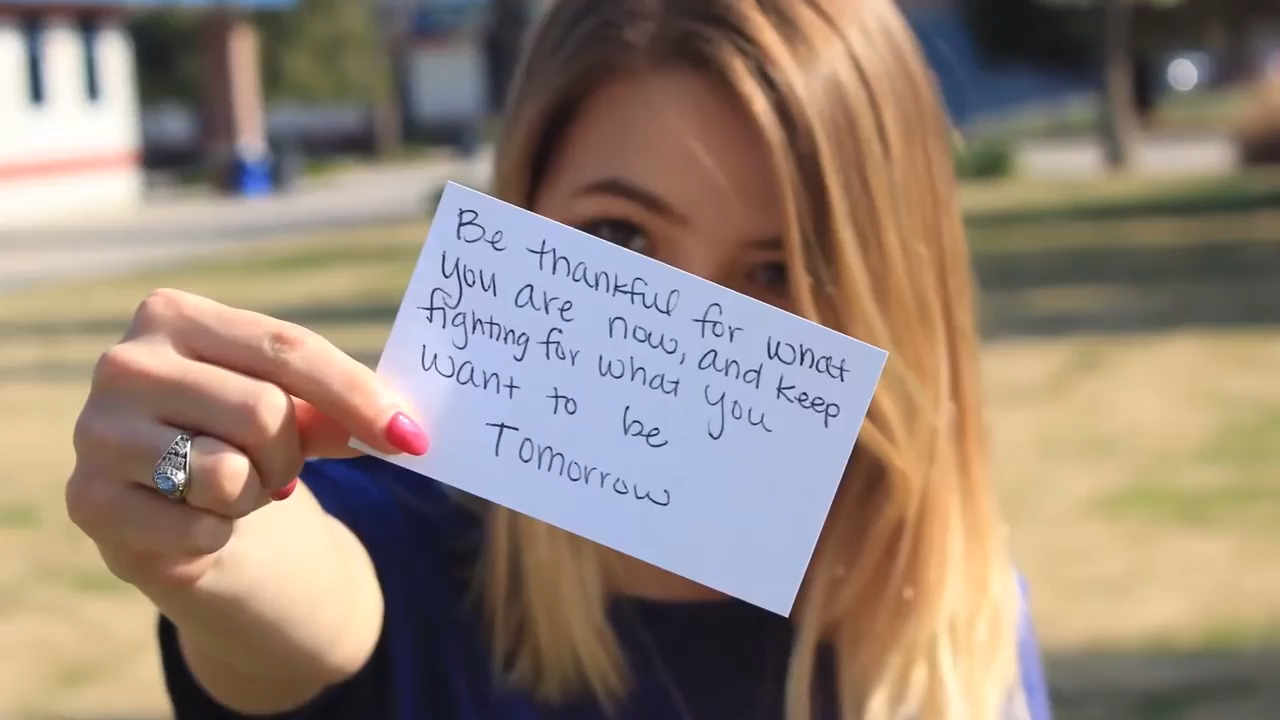 Be thankful for what
you are now, and keep
fighting for what you
want to be
Tomorrow